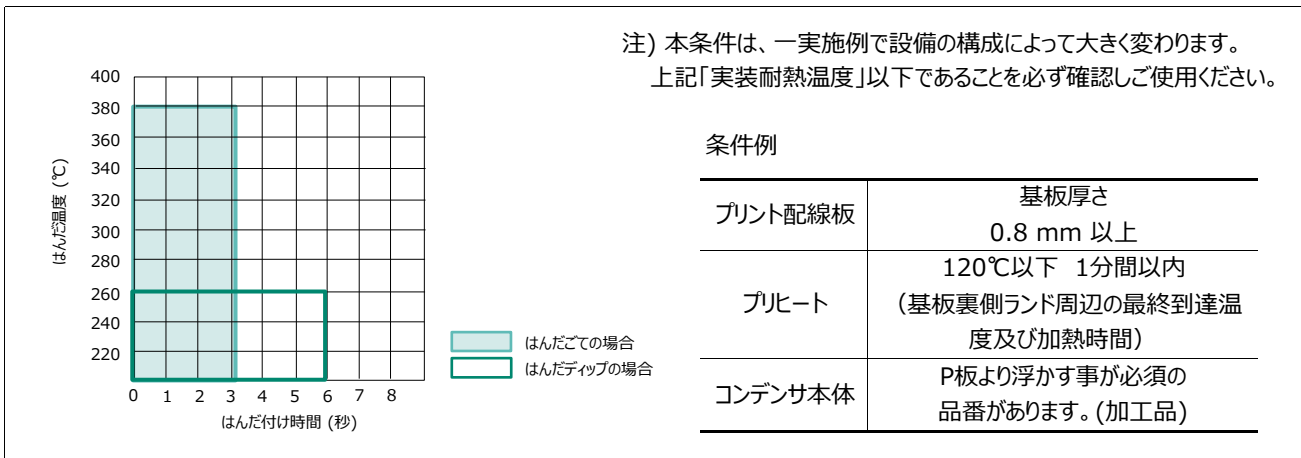 注) 本条件は、一実施例で設備の構成によって大きく変わります。
上記「実装耐熱温度」以下であることを必ず確認しご使用ください。
400
380
360
340
320
300
280
260
240
220
はんだ温度 (℃)
0 1 2 3 4 5 6 7 8
はんだ付け時間 (秒)
はんだごての場合
はんだディップの場合
条件例
プリント配線板
基板厚さ
0.8 mm 以上
プリヒート
120℃以下 1分間以内
（基板裏側ランド周辺の最終到達温
度及び加熱時間）
コンデンサ本体
P板より浮かす事が必須の
品番があります。(加工品)